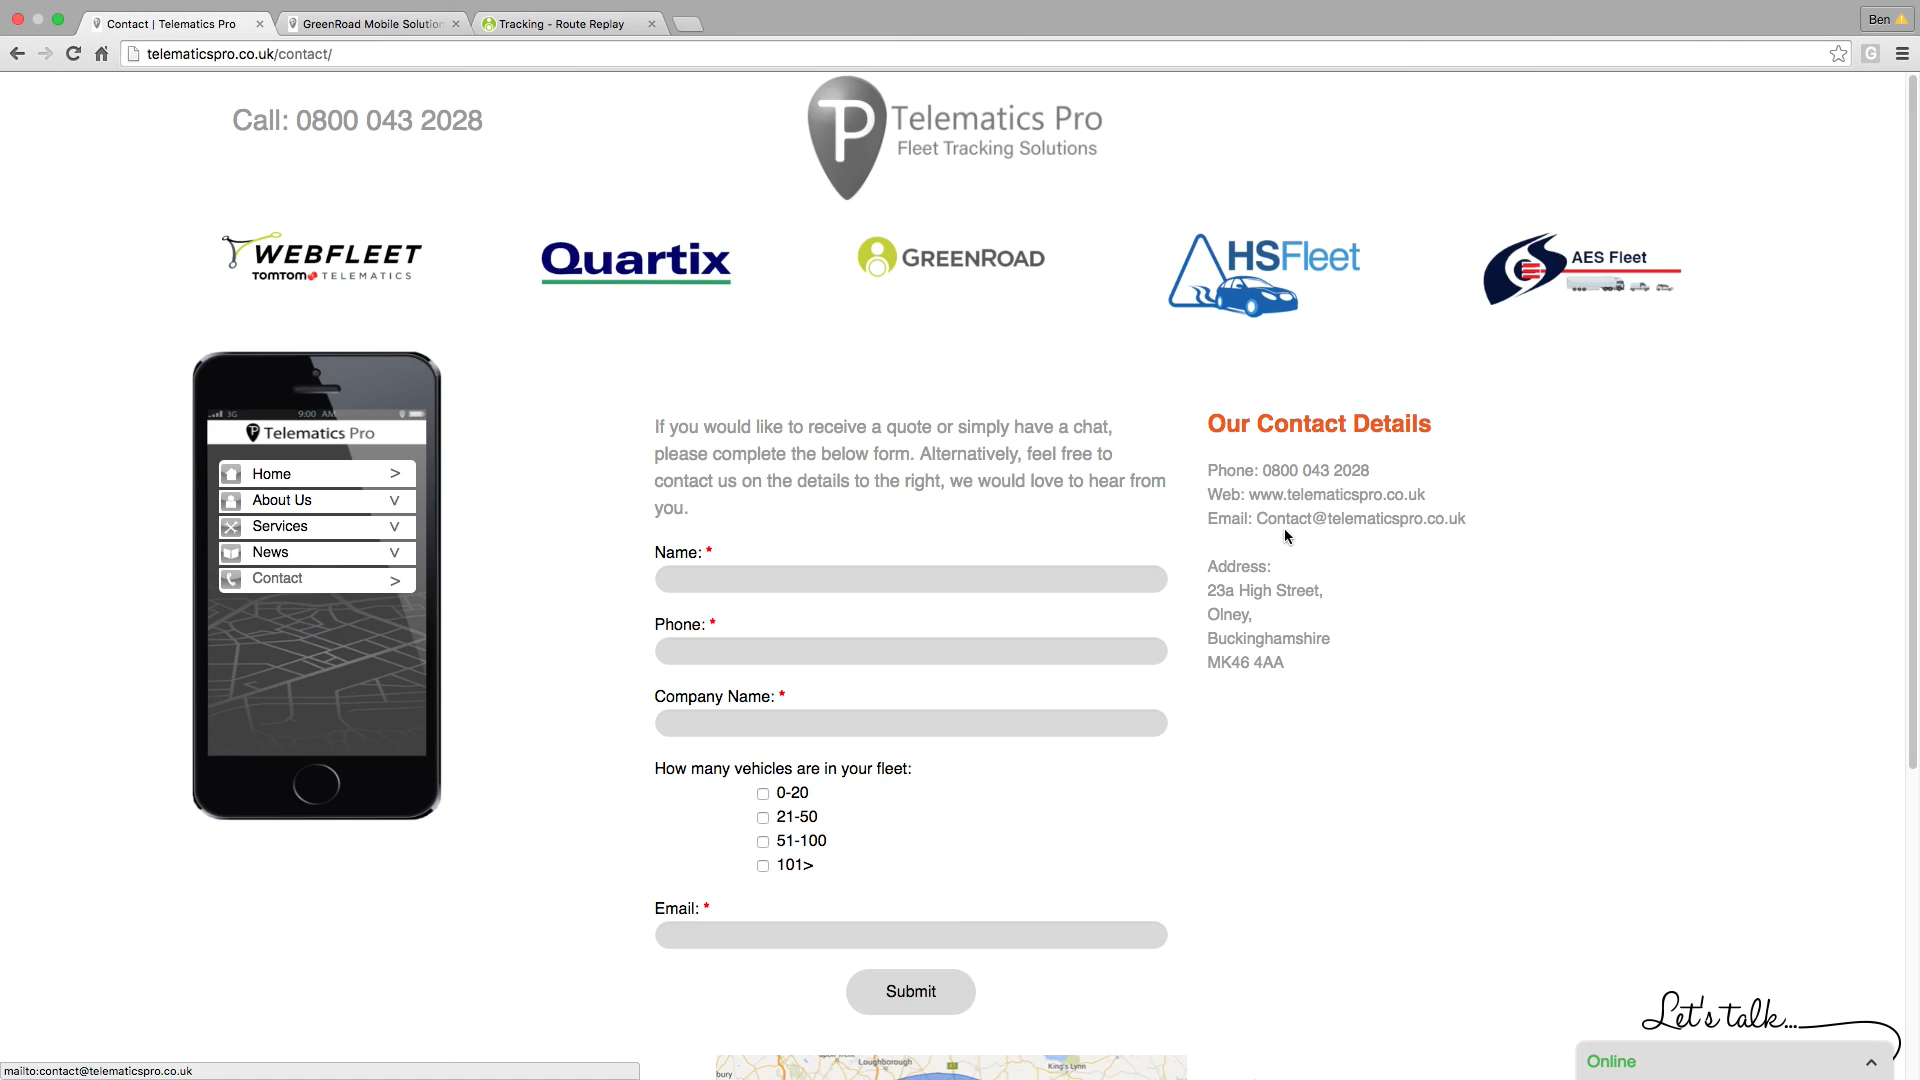 Contact | Telematics Pro
GreenRoad Mobile Solution
Tracking - Route Replay
Ben
telematicspro.co.uk/contact/
G
Call: 0800 043 2028
P
Telematics Pro
Fleet Tracking Solutions
WEBFLEET
TOMTOM TELEMATICS
Quartix
GREENROAD
HSFleet
AES Fleet
3G 9:00 AM
P Telematics Pro
Home >
About Us V
Services V
News V
Contact >
If you would like to receive a quote or simply have a chat,
please complete the below form. Alternatively, feel free to
contact us on the details to the right, we would love to hear from
you.
Name: *
Phone: *
Company Name: *
How many vehicles are in your fleet:
0-20
21-50
51-100
101>
Email: *
Submit
Our Contact Details
Phone: 0800 043 2028
Web: www.telematicspro.co.uk
Email: Contact@telematicspro.co.uk
Address:
23a High Street,
Olney,
Buckinghamshire
MK46 4AA
Let's talk...
Online
Loughborough
King's Lynn
bury
mailto:contact@telematicspro.co.uk